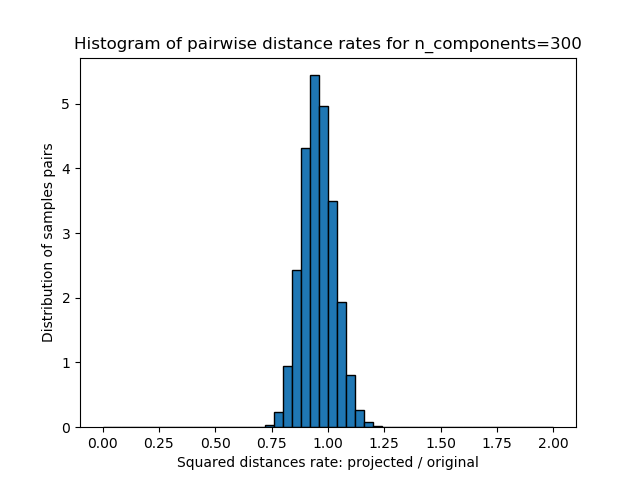 Histogram of pairwise distance rates for n_components=300
Distribution of samples pairs
5
4
3
2
1
0
0.00 0.25 0.50 0.75 1.00 1.25 1.50 1.75 2.00
Squared distances rate: projected / original